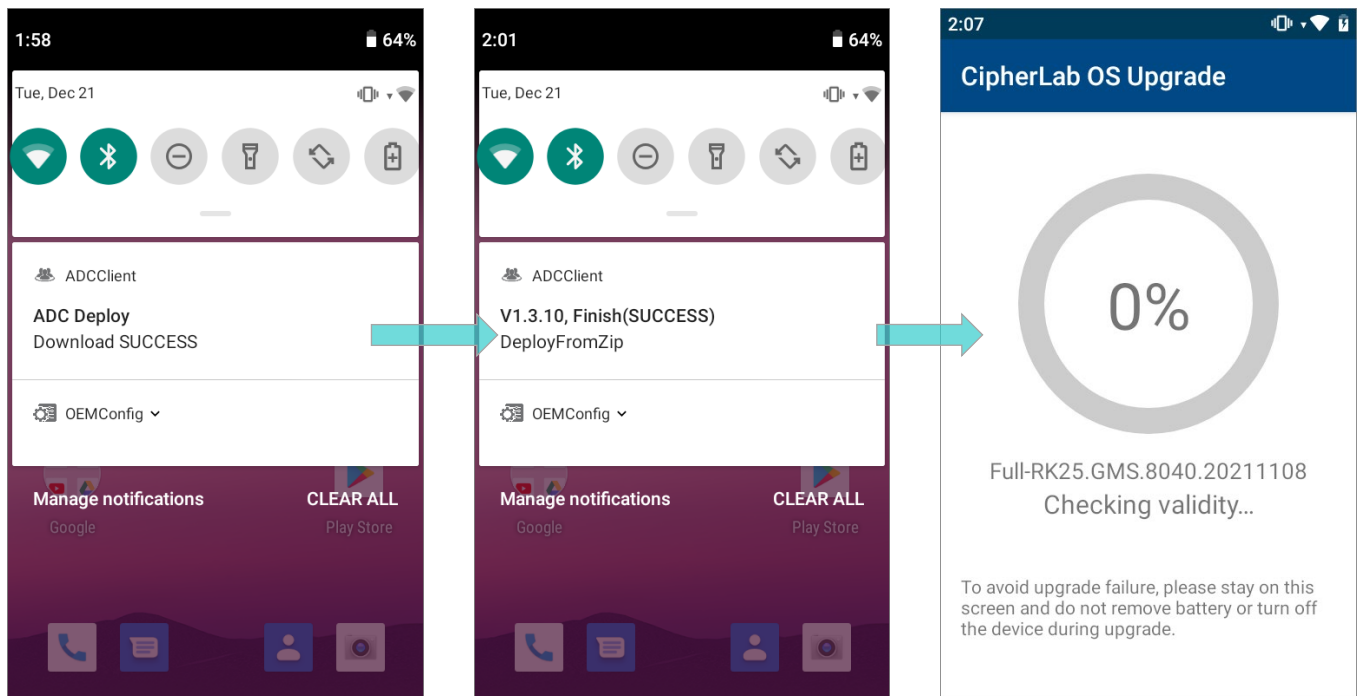 1:58
64%
Tue, Dec 21
ADCClient
ADC Deploy
Download SUCCESS
OEMConfig
Manage notifications
CLEAR ALL
Google
Play Store
2:01
64%
Tue, Dec 21
ADCClient
V1.3.10, Finish(SUCCESS)
DeployFromZip
OEMConfig
Manage notifications
CLEAR ALL
Google
Play Store
2:07
CipherLab OS Upgrade
0%
Full-RK25.GMS.8040.20211108
Checking validity…
To avoid upgrade failure, please stay on this
screen and do not remove battery or turn off
the device during upgrade.